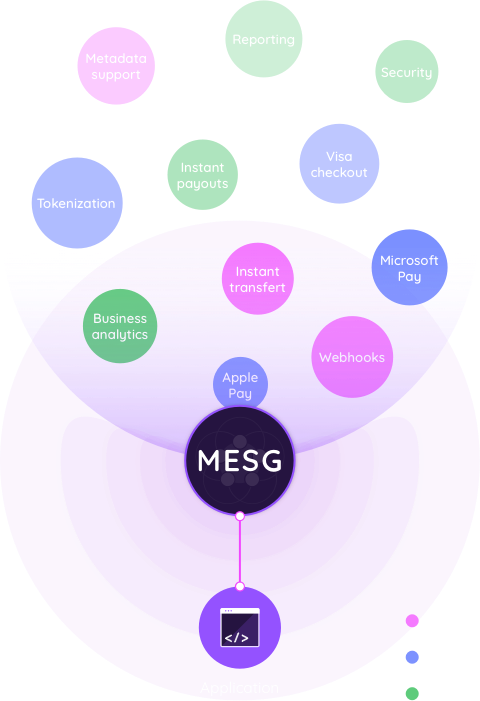 Reporting
Metadata
support
Security
Instant
payouts
Visa
checkout
Tokenization
Microsoft
Pay
Instant
transfert
Business
analytics
Webhooks
Apple
Pay
MESG
</>
Application